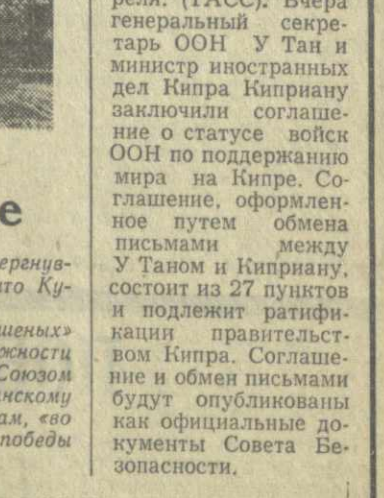 реля. (ТАСС). Вчера
генеральный секре-
тарь ООН У Тан и
министр иностранных
дел Кипра Киприану
заключили соглаше-
ние о статусе войск
ООН по поддержанию
мира на Кипре. Со-
глашение, оформлен-
ное путем обмена
письмами между
У Таном и Киприану,
состоит из 27 пунктов
и подлежит ратифи-
кации правительст-
вом Кипра. Соглаше-
ние и обмен письмами
будут опубликованы
как официальные до-
кументы Совета Бе-
зопасности.
е
ергнув-
то Ку-
шеных»
жности
Союзом
нскому
ам, «во
победы